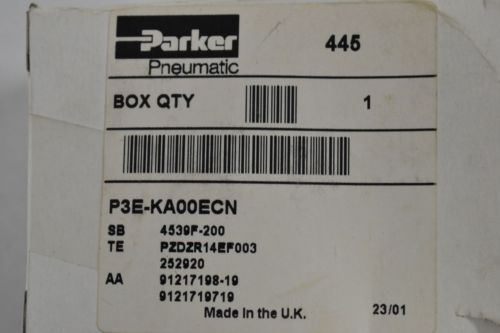 Parker 445
Pneumatic
BOX QTY 1
P3E-KA00ECN
SB 4539F-200
TE PZDZR14EF003
252920
AA 91217198-19
9121719719
Made In the U.K. 23/01